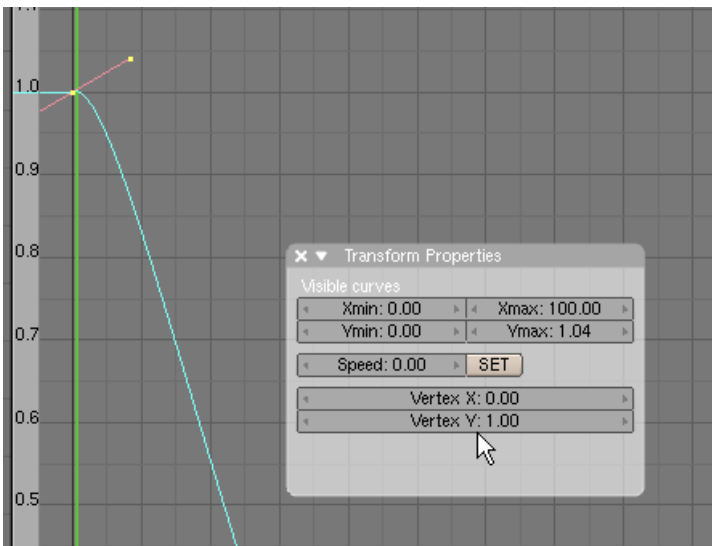 1.1
1.0
0.9
0.8
0.7
0.6
0.5
Transform Properties
Visible curves
Xmin: 0.00 Xmax: 100.00
Ymin: 0.00 Ymax: 1.04
Speed: 0.00 SET
Vertex X: 0.00
Vertex Y: 1.00